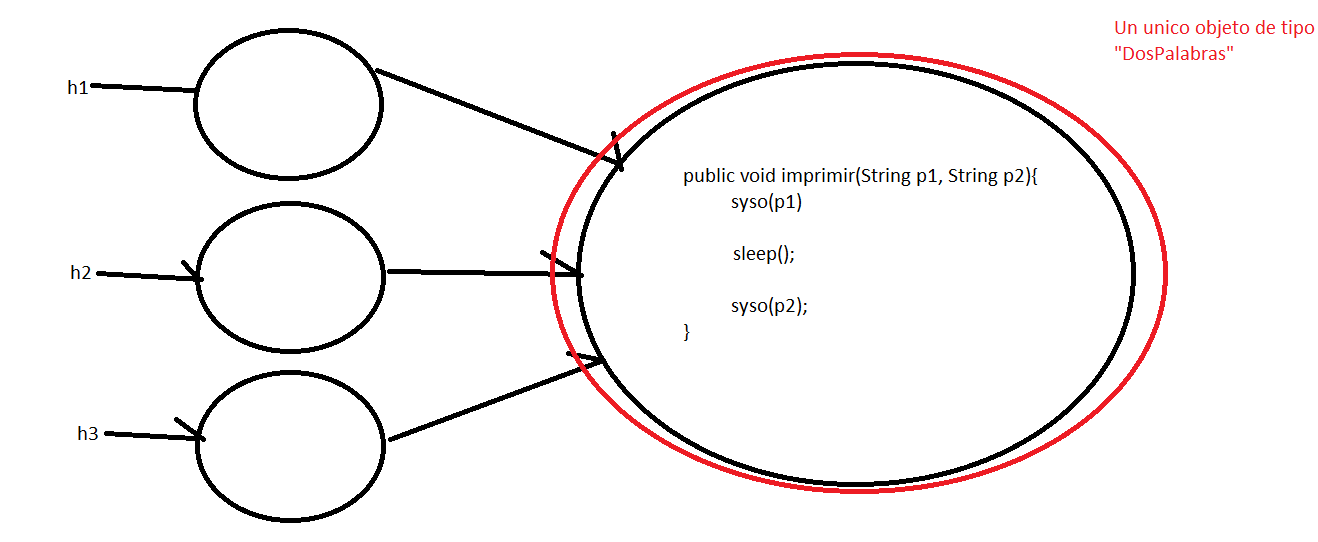 Un unico objeto de tipo
"DosPalabras"
h1
public void imprimir(String p1, String p2){
syso(p1)
h2
sleep();
syso(p2);
}
h3